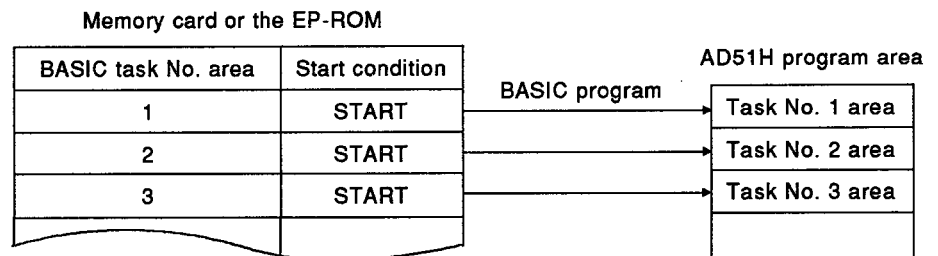 Memory card or the EP-ROM
BASIC task No. area Start condition
AD51H program area
BASIC program
1 START Task No. 1 area
2 START Task No. 2 area
3 START Task No. 3 area